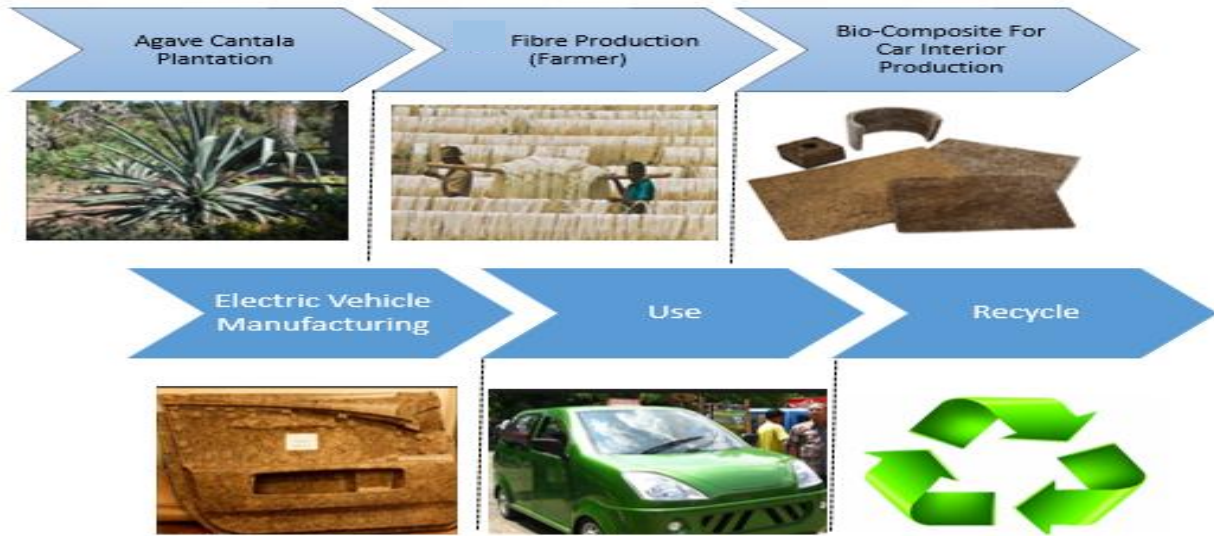 Agave Cantala
Plantation
Fibre Production
(Farmer)
Bio-Composite For
Car Interior
Production
Electric Vehicle
Manufacturing
Use
Recycle